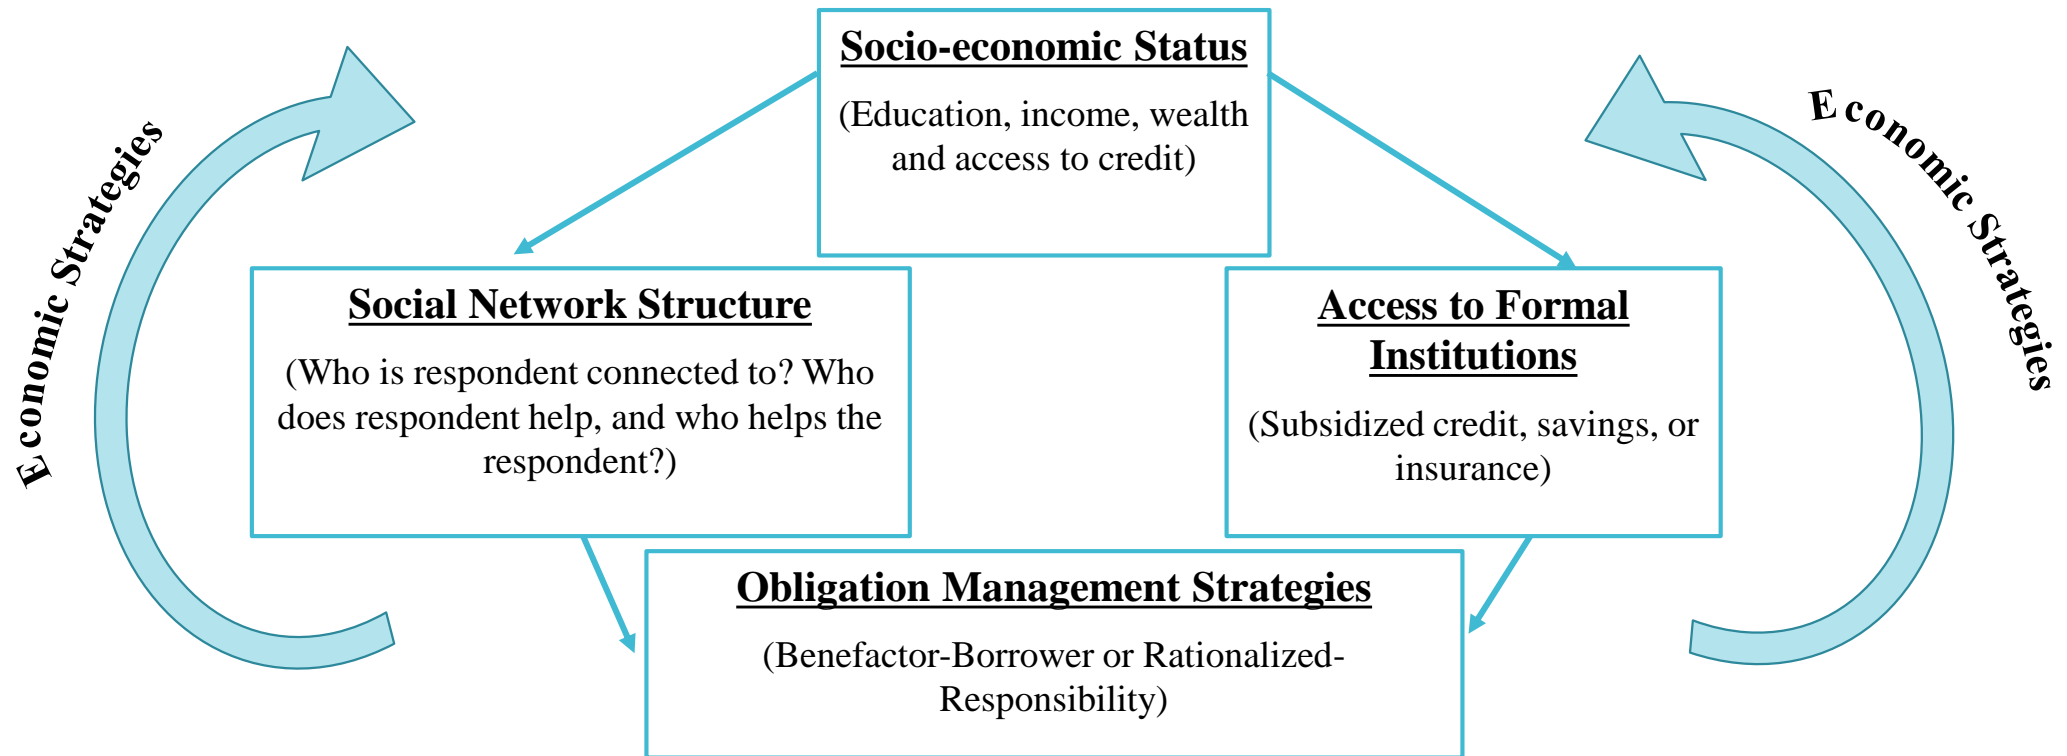 Socio-economic Status
(Education, income, wealth
and access to credit)
Economic Strategies
Economic Strategies
Social Network Structure
(Who is respondent connected to? Who
does respondent help, and who helps the
respondent?)
Access to Formal
Institutions
(Subsidized credit, savings, or
insurance)
Obligation Management Strategies
(Benefactor-Borrower or Rationalized-
Responsibility)